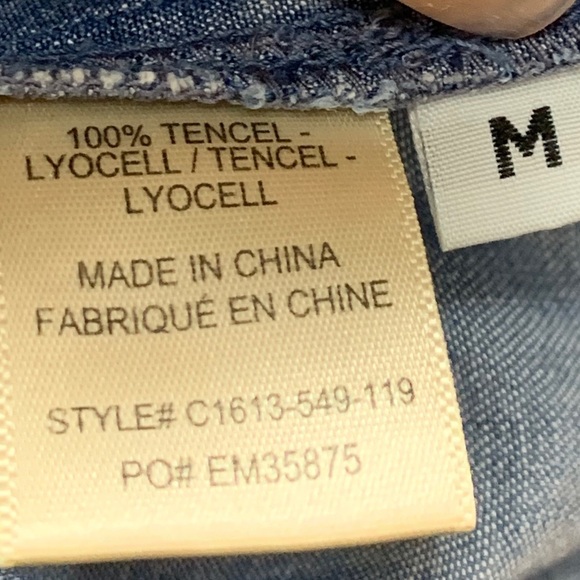 100% TENCEL -
LYOCELL / TENCEL -
LYOCELL
MADE IN CHINA
FABRIQUÉ EN CHINE
STYLE# C1613-549-119
PO# EM35875
M